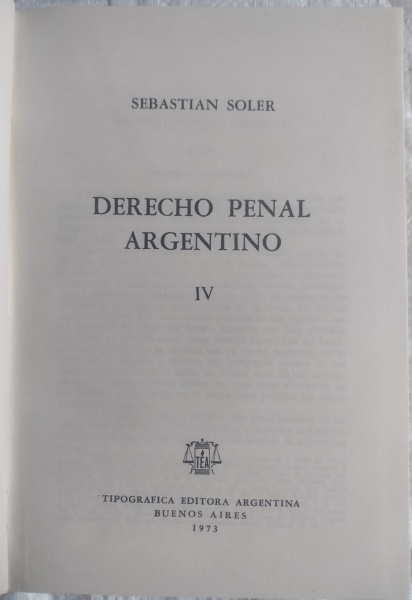 SEBASTIAN SOLER
DERECHO PENAL
ARGENTINO
IV
TEA
TIPOGRAFICA EDITORA ARGENTINA
BUENOS AIRES
1973